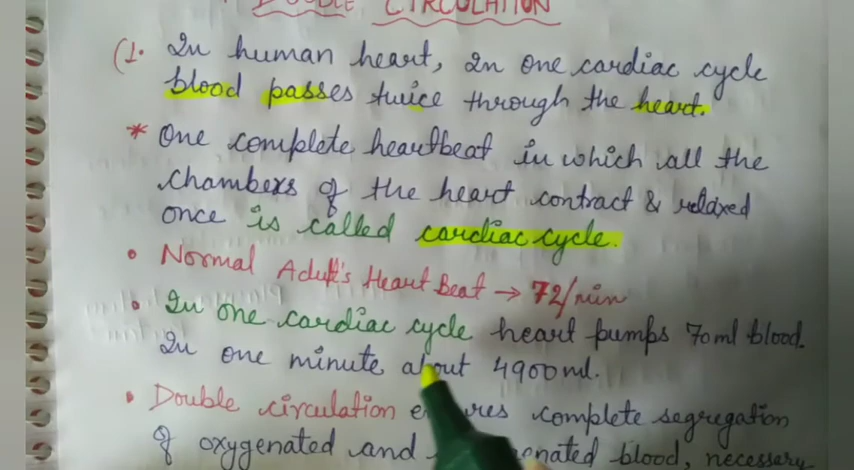 DOUBLE CIRCULATION
(1. In human heart, In one cardiac cycle
blood passes twice through the heart.
* One complete heartbeat in which all the
chambers of the heart contract & relaxed
once is called cardiac cycle.
• Normal Adult's Heart Beat → 72/min
• In one cardiac cycle heart pumps 70ml blood.
In one minute about 4900ml.
• Double circulation complete segregation
of oxygenated and blood, necessary